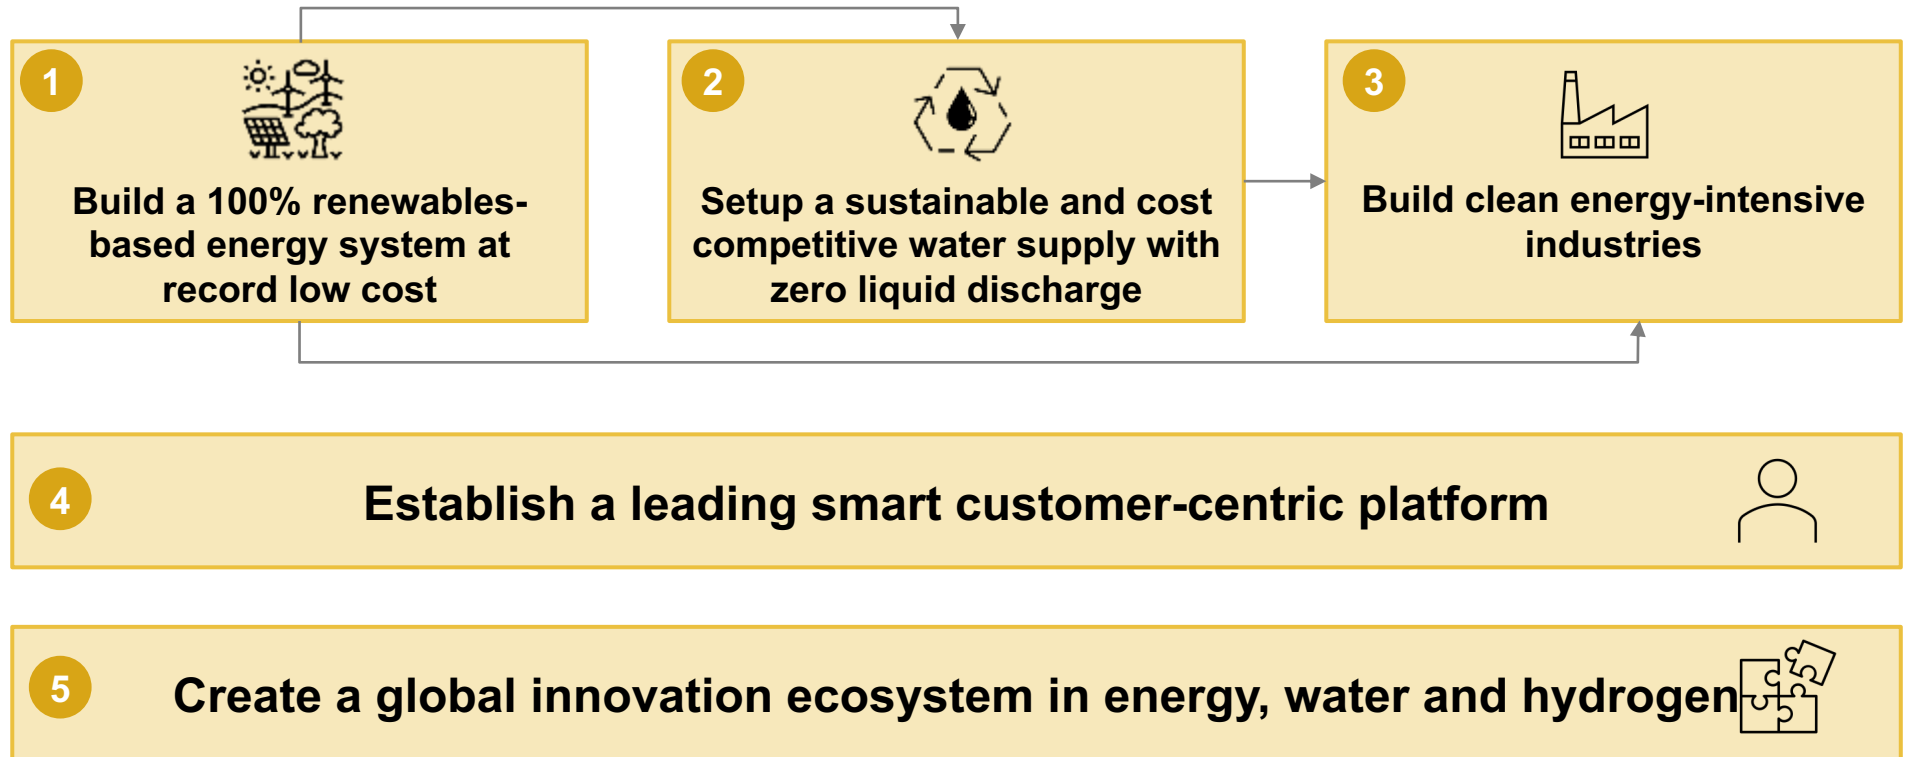 1
Build a 100% renewables-
based energy system at
record low cost
2
Setup a sustainable and cost
competitive water supply with
zero liquid discharge
3
Build clean energy-intensive
industries
4
Establish a leading smart customer-centric platform
5
Create a global innovation ecosystem in energy, water and hydrogen